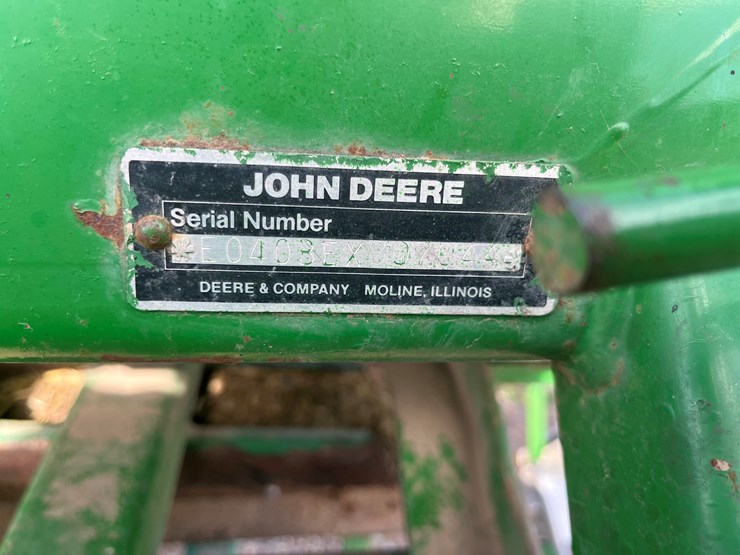 JOHN DEERE
Serial Number
DEERE & COMPANY MOLINE, ILLINOIS